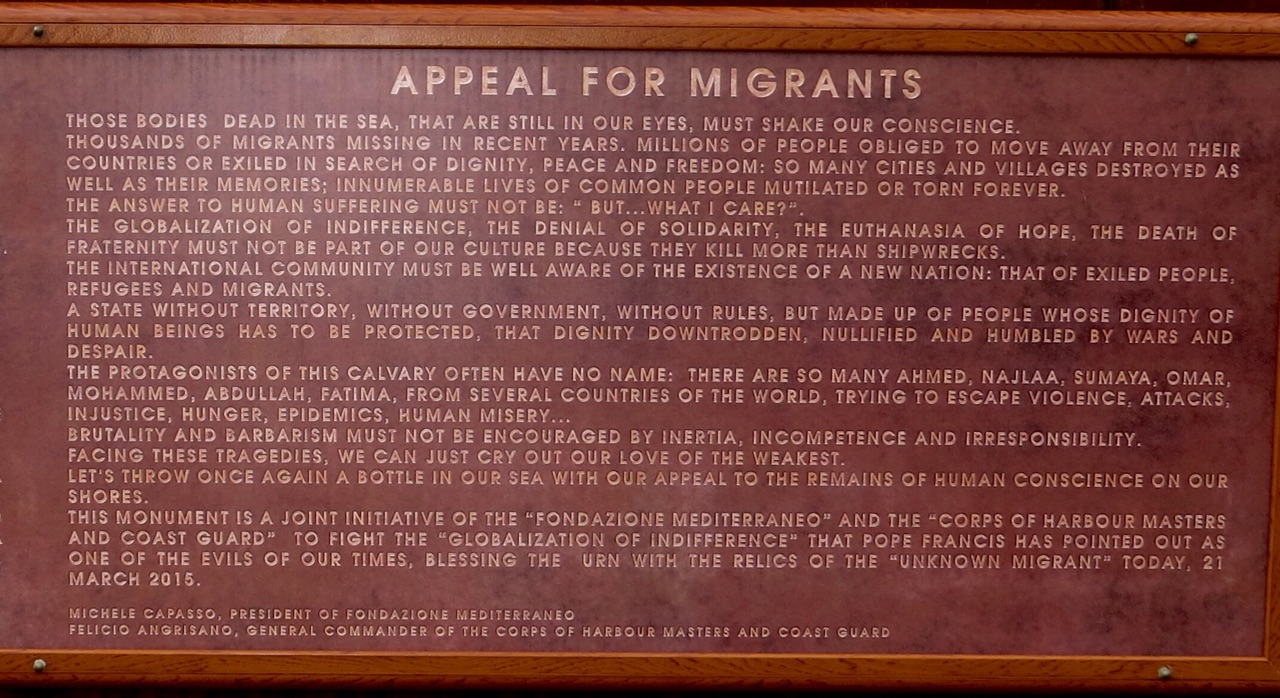 APPEAL FOR MIGRANTS
THOSE BODIES DEAD IN THE SEA, THAT ARE STILL IN OUR EYES, MUST SHAKE OUR CONSCIENCE.
THOUSANDS OF MIGRANTS MISSING IN RECENT YEARS. MILLIONS OF PEOPLE OBLIGED TO MOVE AWAY FROM THEIR
COUNTRIES OR EXILED IN SEARCH OF DIGNITY, PEACE AND FREEDOM: SO MANY CITIES AND VILLAGES DESTROYED AS
WELL AS THEIR MEMORIES; INNUMERABLE LIVES OF COMMON PEOPLE MUTILATED OR TORN FOREVER.
THE ANSWER TO HUMAN SUFFERING MUST NOT BE: " BUT...WHAT I CARE?".
THE GLOBALIZATION OF INDIFFERENCE, THE DENIAL OF SOLIDARITY, THE EUTHANASIA OF HOPE, THE DEATH OF
FRATERNITY MUST NOT BE PART OF OUR CULTURE BECAUSE THEY KILL MORE THAN SHIPWRECKS.
THE INTERNATIONAL COMMUNITY MUST BE WELL AWARE OF THE EXISTENCE OF A NEW NATION: THAT OF EXILED PEOPLE,
REFUGEES AND MIGRANTS.
A STATE WITHOUT TERRITORY, WITHOUT GOVERNMENT, WITHOUT RULES, BUT MADE UP OF PEOPLE WHOSE DIGNITY OF
HUMAN BEINGS HAS TO BE PROTECTED, THAT DIGNITY DOWNTRODDEN, NULLIFIED AND HUMBLED BY WARS AND
DESPAIR.
THE PROTAGONISTS OF THIS CALVARY OFTEN HAVE NO NAME: THERE ARE SO MANY AHMED, NAJLAA, SUMAYA, OMAR,
MOHAMMED, ABDULLAH, FATIMA, FROM SEVERAL COUNTRIES OF THE WORLD, TRYING TO ESCAPE VIOLENCE, ATTACKS,
INJUSTICE, HUNGER, EPIDEMICS, HUMAN MISERY...
BRUTALITY AND BARBARISM MUST NOT BE ENCOURAGED BY INERTIA, INCOMPETENCE AND IRRESPONSIBILITY.
FACING THESE TRAGEDIES, WE CAN JUST CRY OUT OUR LOVE OF THE WEAKEST.
LET'S THROW ONCE AGAIN A BOTTLE IN OUR SEA WITH OUR APPEAL TO THE REMAINS OF HUMAN CONSCIENCE ON OUR
SHORES.
THIS MONUMENT IS A JOINT INITIATIVE OF THE "FONDAZIONE MEDITERRANEO" AND THE "CORPS OF HARBOUR MASTERS
AND COAST GUARD" TO FIGHT THE "GLOBALIZATION OF INDIFFERENCE" THAT POPE FRANCIS HAS POINTED OUT AS
ONE OF THE EVILS OF OUR TIMES, BLESSING THE URN WITH THE RELICS OF THE "UNKNOWN MIGRANT" TODAY, 21
MARCH 2015.
MICHELE CAPASSO, PRESIDENT OF FONDAZIONE MEDITERRANEO
FELICIO ANGRISANO, GENERAL COMMANDER OF THE CORPS OF HARBOUR MASTERS AND COAST GUARD